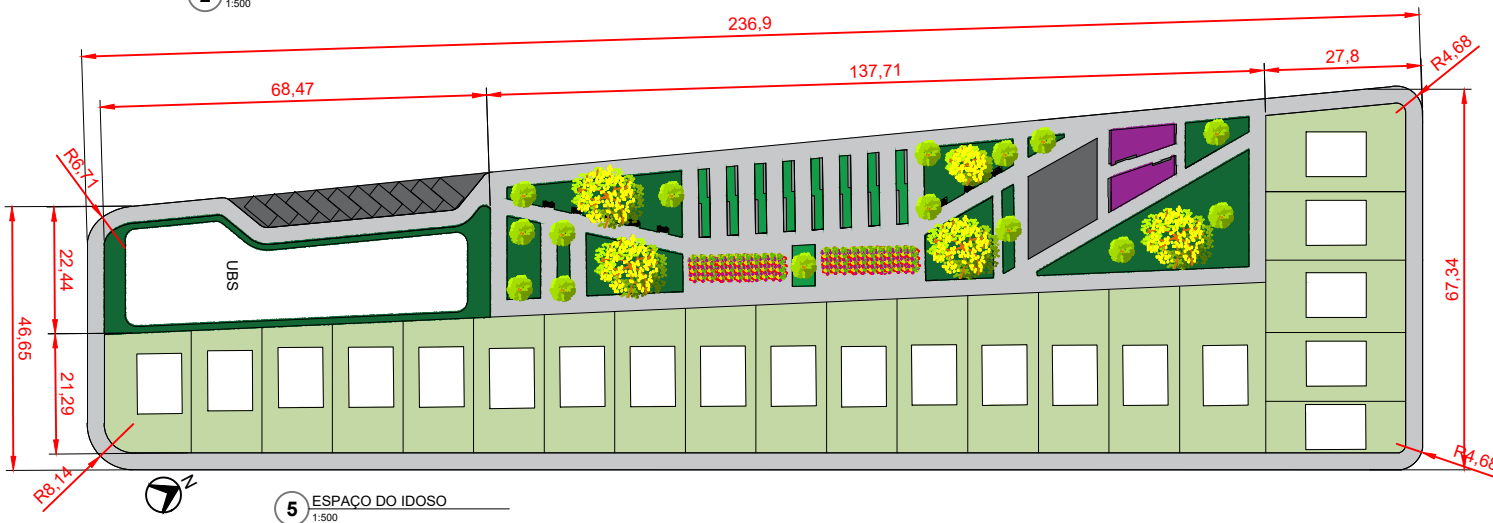 1:500
236,9
137,71
27,8
R4,68
68,47
R6,71
UBS
22,44
67,34
46,65
21,29
R8,14
R4,68
N
5 ESPAÇO DO IDOSO
1:500